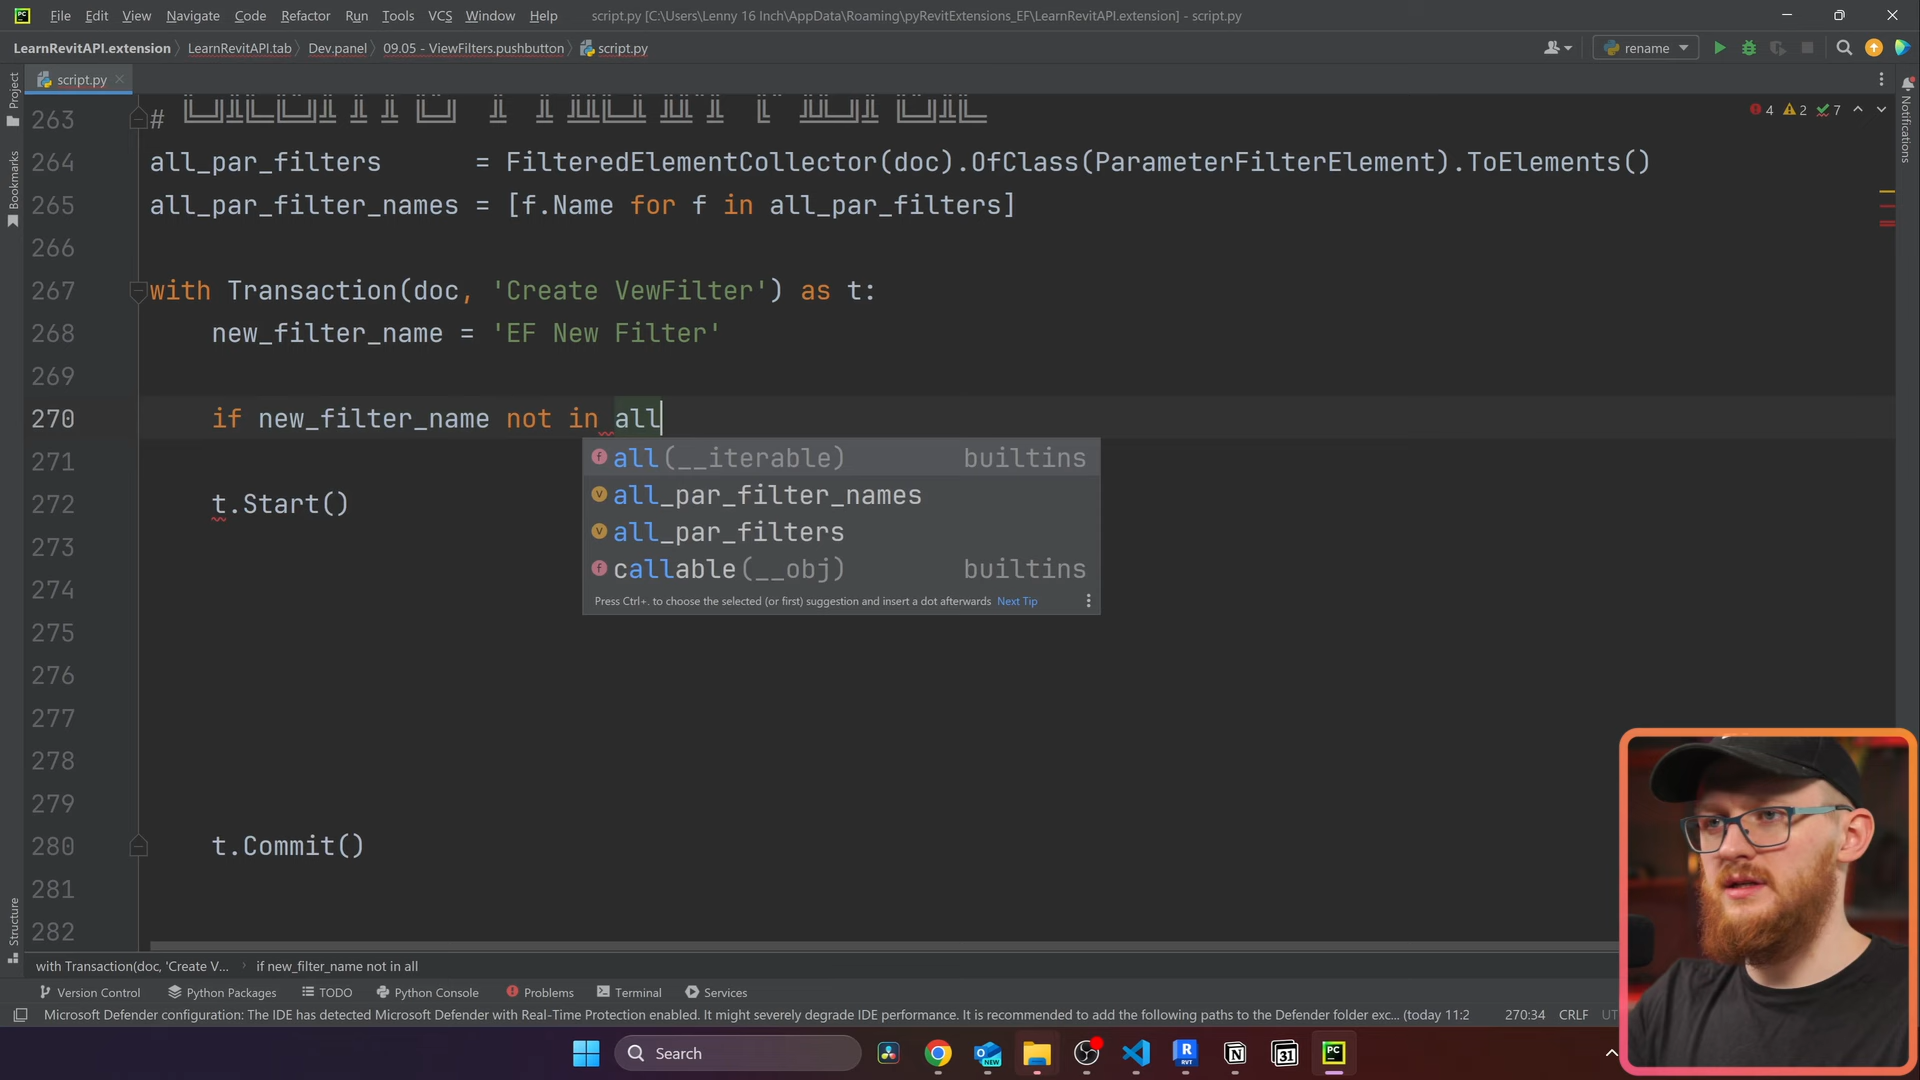 File Edit View Navigate Code Refactor Run Tools VCS Window Help script.py [C:\Users\Lenny 16 Inch\AppData\Roaming\pyRevitExtensions_EF\LearnRevitAPI.extension] - script.py
LearnRevitAPI.extension LearnRevitAPI.tab Dev.panel 09.05 - ViewFilters.pushbutton script.py rename
Project
script.py
Notifications
4 2 7
263 #
264 all_par_filters = FilteredElementCollector(doc).OfClass(ParameterFilterElement).ToElements()
265 all_par_filter_names = [f.Name for f in all_par_filters]
Bookmarks
266
267 with Transaction(doc, 'Create VewFilter') as t:
268 new_filter_name = 'EF New Filter'
269
270 if new_filter_name not in all
all(__iterable) builtins
271
all_par_filter_names
272 t.Start()
all_par_filters
273
callable(__obj) builtins
274
Press Ctrl+. to choose the selected (or first) suggestion and insert a dot afterwards Next Tip
275
276
277
278
279
280 t.Commit()
281
282
Structure
with Transaction(doc, 'Create V... if new_filter_name not in all
Version Control Python Packages TODO Python Console Problems Terminal Services
Microsoft Defender configuration: The IDE has detected Microsoft Defender with Real-Time Protection enabled. It might severely degrade IDE performance. It is recommended to add the following paths to the Defender folder exc... (today 11:2 270:34 CRLF UT
Search
NEW
RVT
31
PC